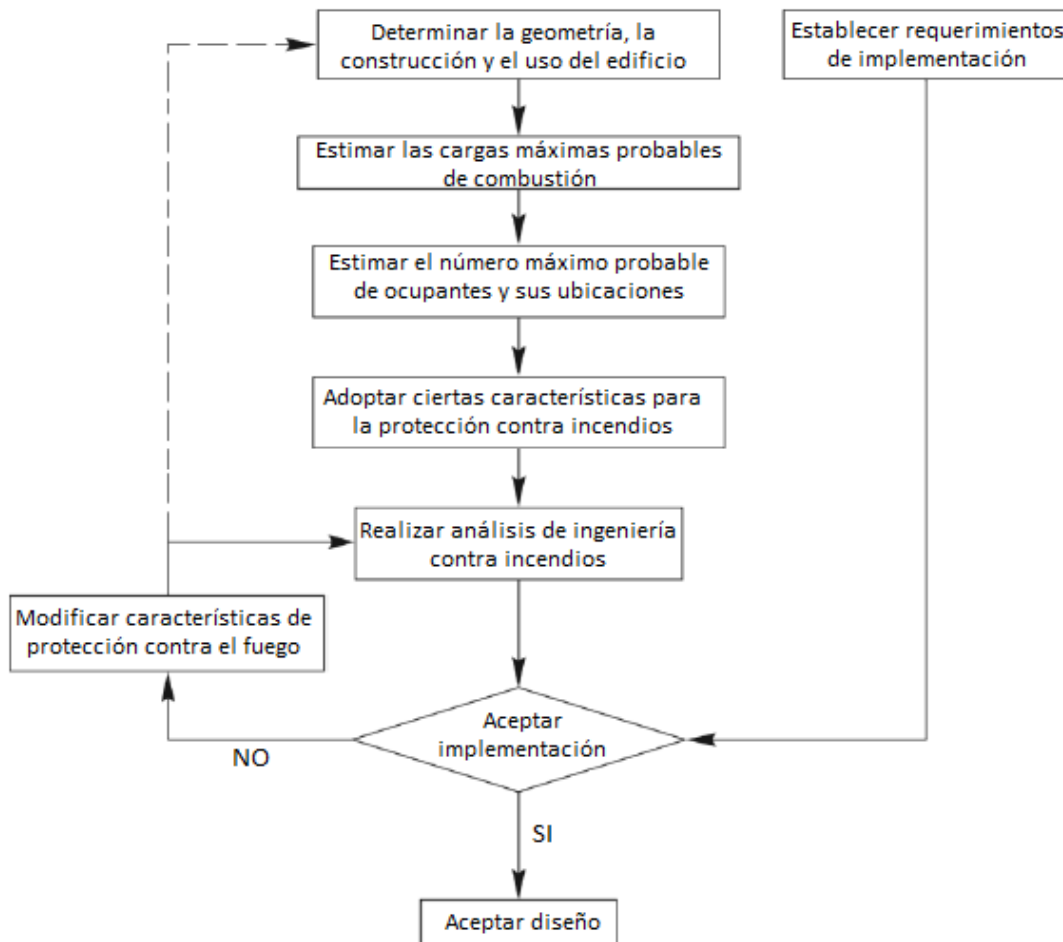 Determinar la geometría, la
construcción y el uso del edificio
Establecer requerimientos
de implementación
Estimar las cargas máximas probables
de combustión
Estimar el número máximo probable
de ocupantes y sus ubicaciones
Adoptar ciertas características para
la protección contra incendios
Realizar análisis de ingeniería
contra incendios
Modificar características de
protección contra el fuego
Aceptar
implementación
NO
SI
Aceptar diseño